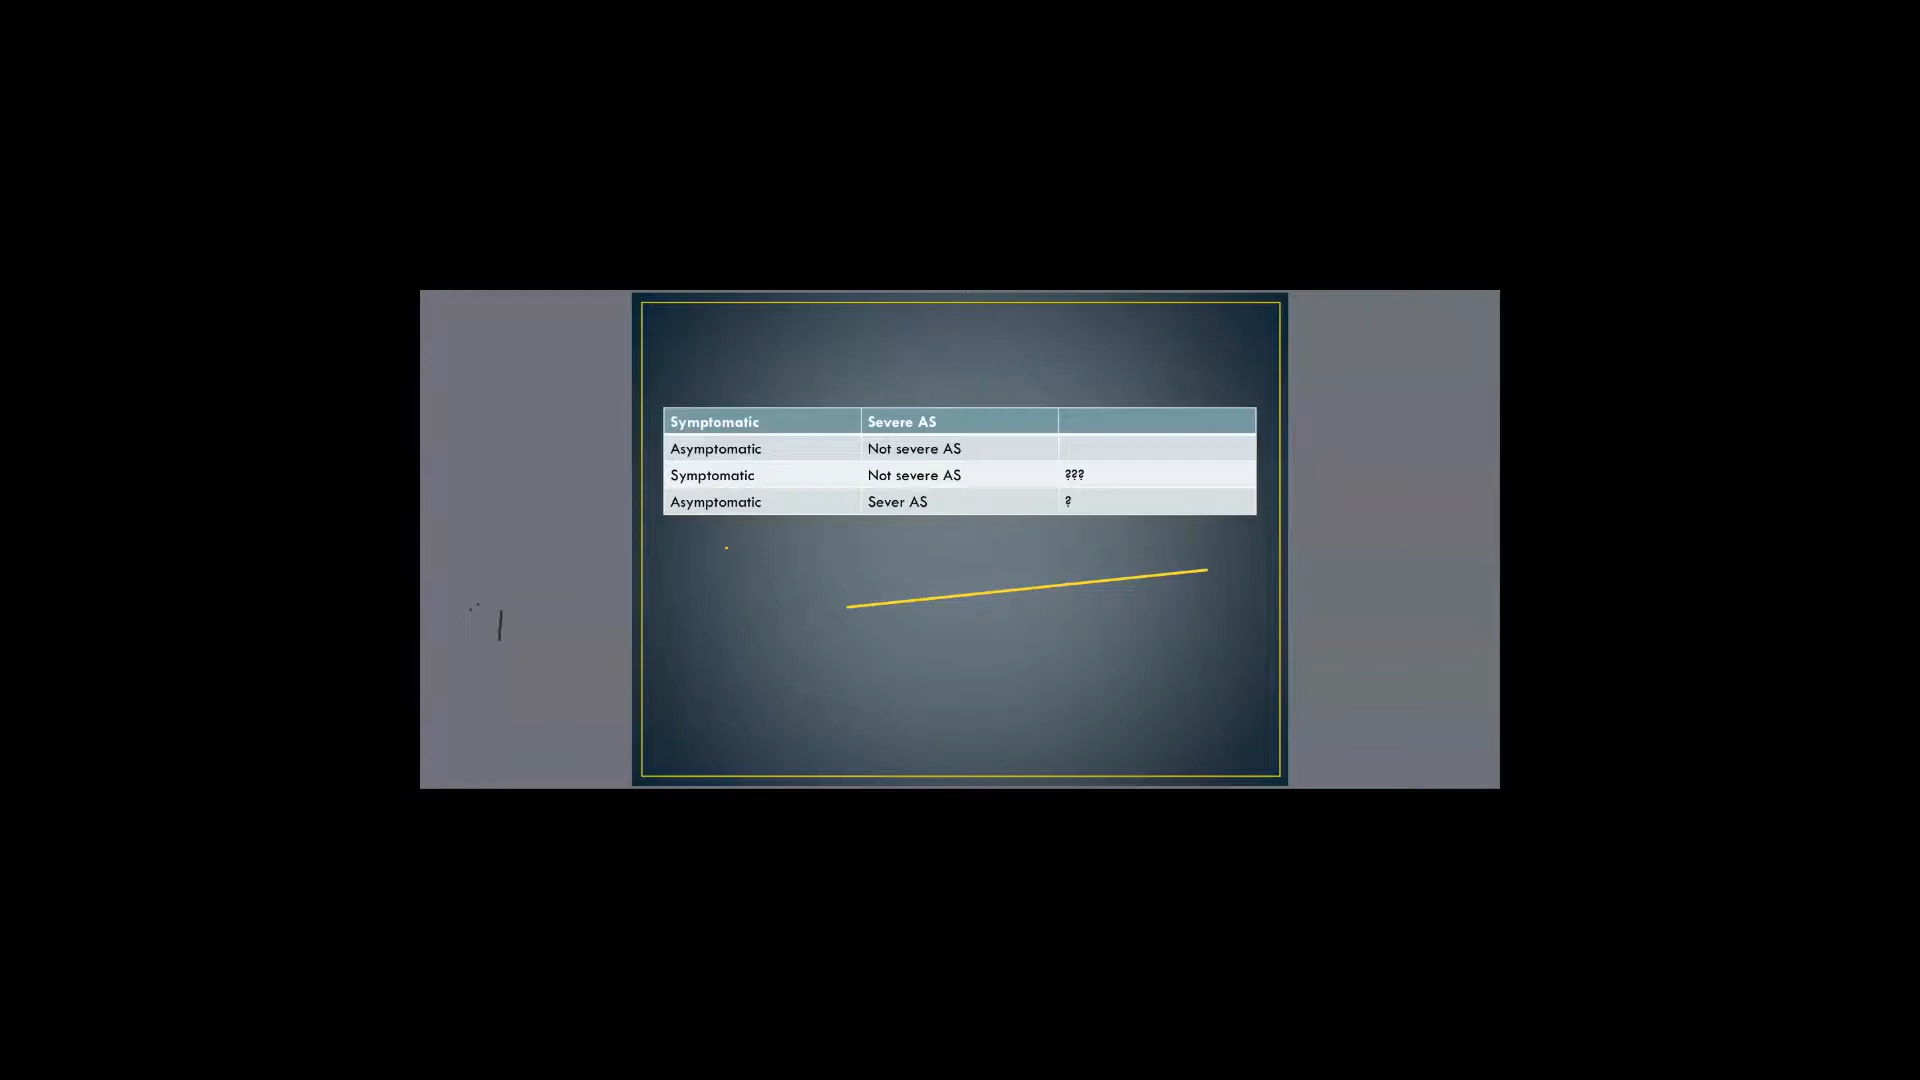 Symptomatic Severe AS
Asymptomatic Not severe AS
Symptomatic Not severe AS ???
Asymptomatic Sever AS ?